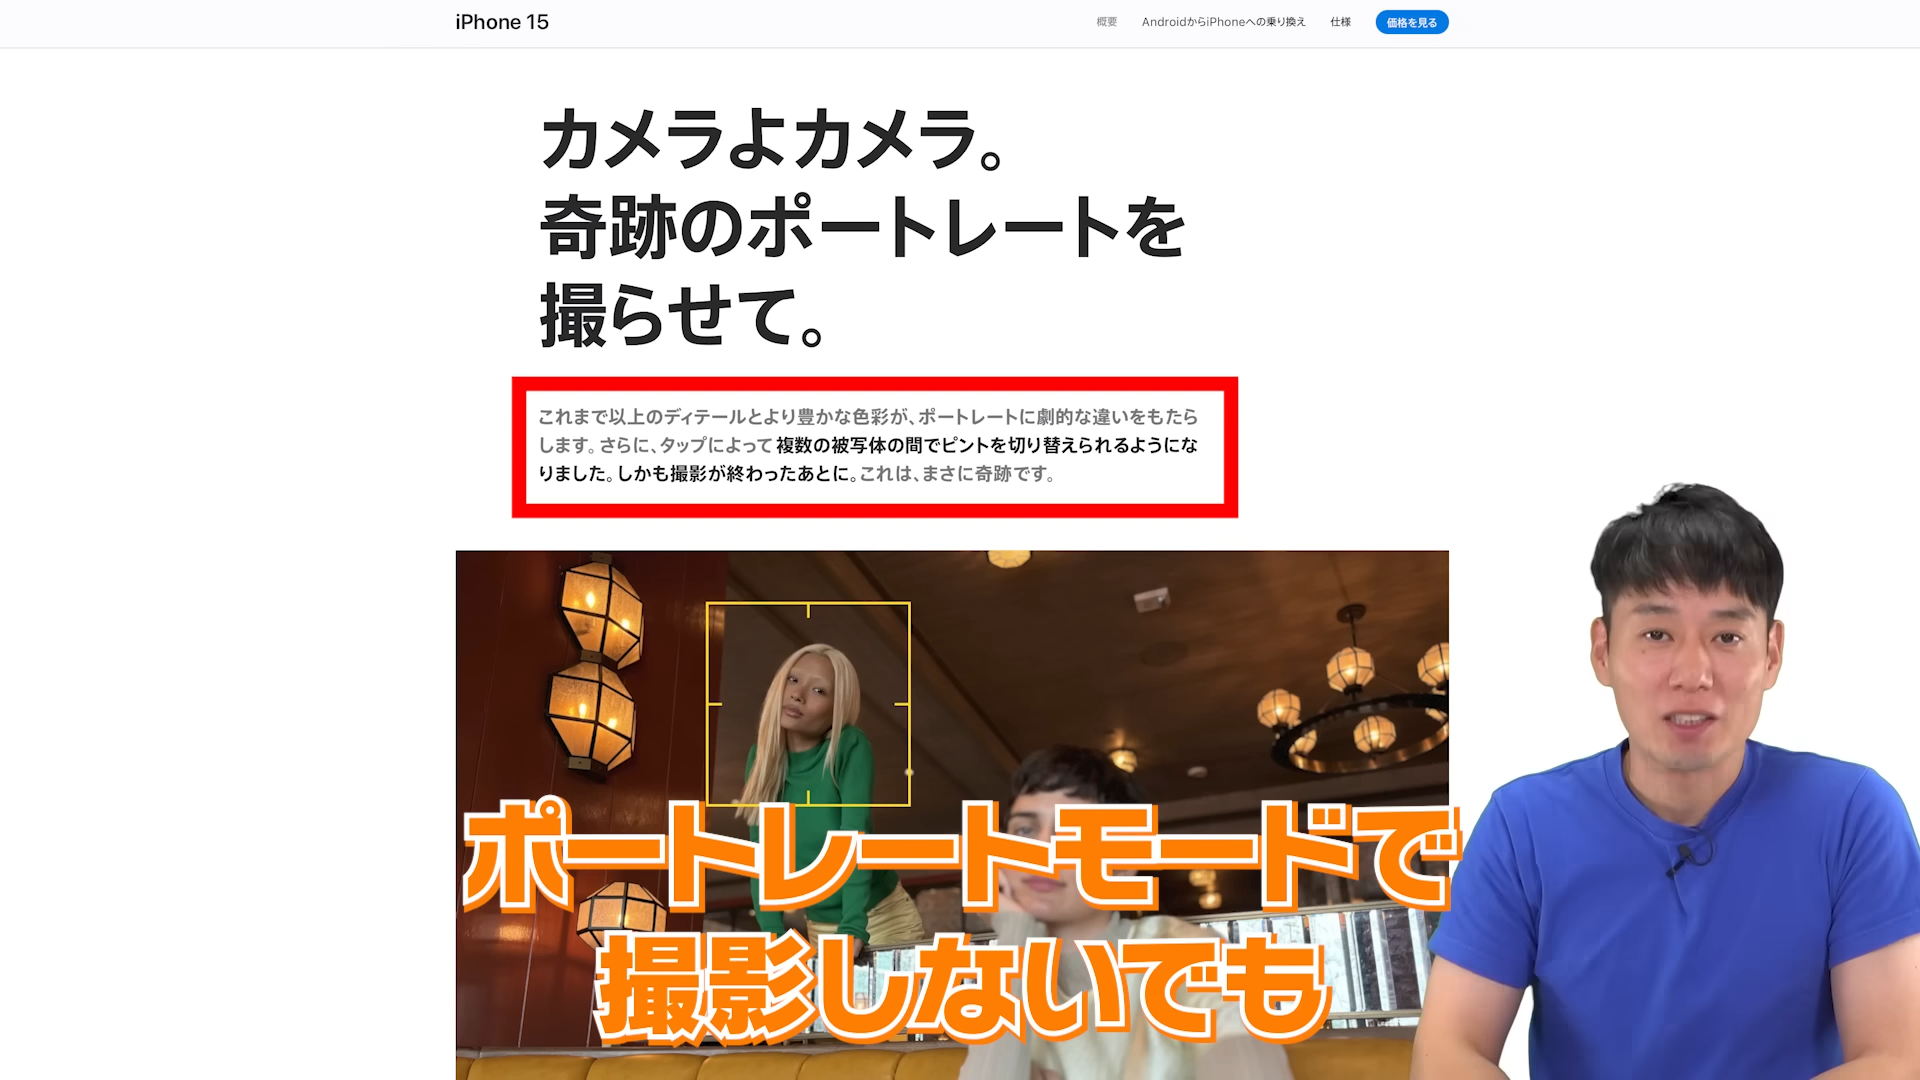 iPhone 15
概要
AndroidからiPhoneへの乗り換え
仕様
価格を見る
カメラよカメラ。
奇跡のポートレートを
撮らせて。
これまで以上のディテールとより豊かな色彩が、ポートレートに劇的な違いをもたら
します。さらに、タップによって複数の被写体の間でピントを切り替えられるようにな
りました。しかも撮影が終わったあとに。これは、まさに奇跡です。
ポートレートモードで
撮影しないでも